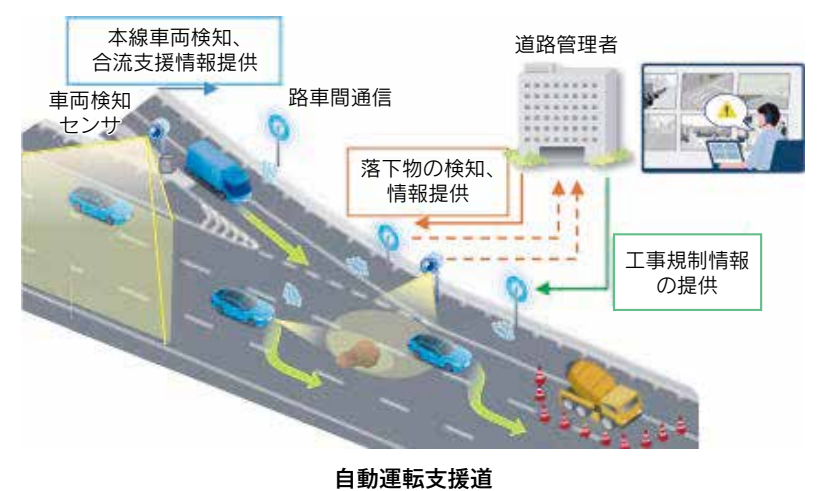 本線車両検知、
合流支援情報提供
車両検知
センサ
路車間通信
道路管理者
落下物の検知、
情報提供
工事規制情報
の提供
自動運転支援道